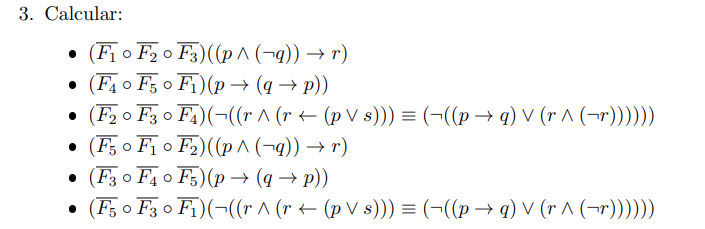 3. Calcular:
• (F̅₁ ∘ F̅₂ ∘ F̅₃)((p ∧ (¬q)) → r)
• (F̅₄ ∘ F̅₅ ∘ F̅₁)(p → (q → p))
• (F̅₂ ∘ F̅₃ ∘ F̅₄)(¬((r ∧ (r ← (p ∨ s))) ≡ (¬((p → q) ∨ (r ∧ (¬r))))))
• (F̅₅ ∘ F̅₁ ∘ F̅₂)((p ∧ (¬q)) → r)
• (F̅₃ ∘ F̅₄ ∘ F̅₅)(p → (q → p))
• (F̅₅ ∘ F̅₃ ∘ F̅₁)(¬((r ∧ (r ← (p ∨ s))) ≡ (¬((p → q) ∨ (r ∧ (¬r))))))